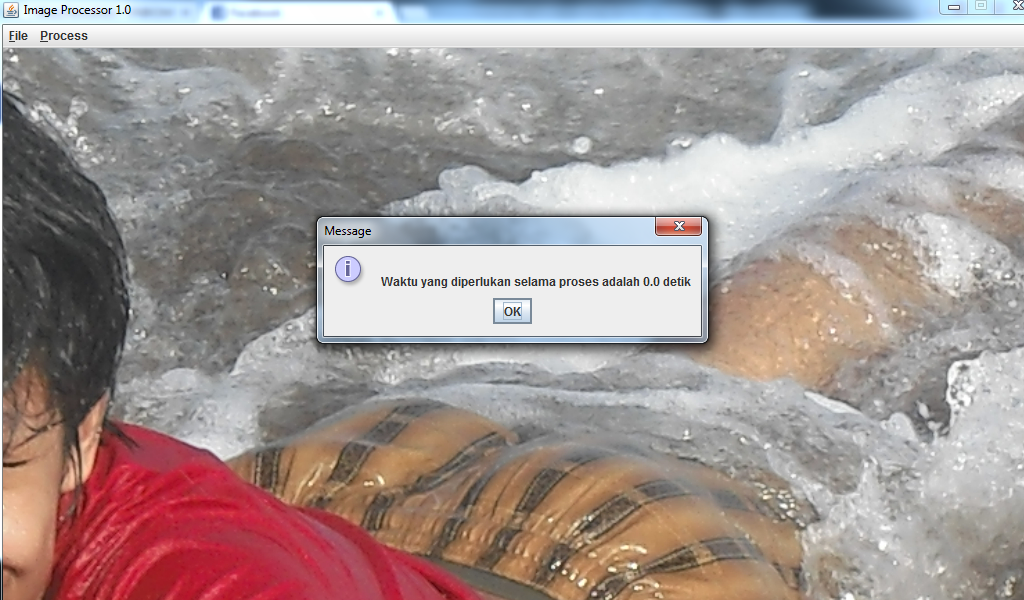 Image Processor 1.0
File Process
Message
Waktu yang diperlukan selama proses adalah 0.0 detik
OK